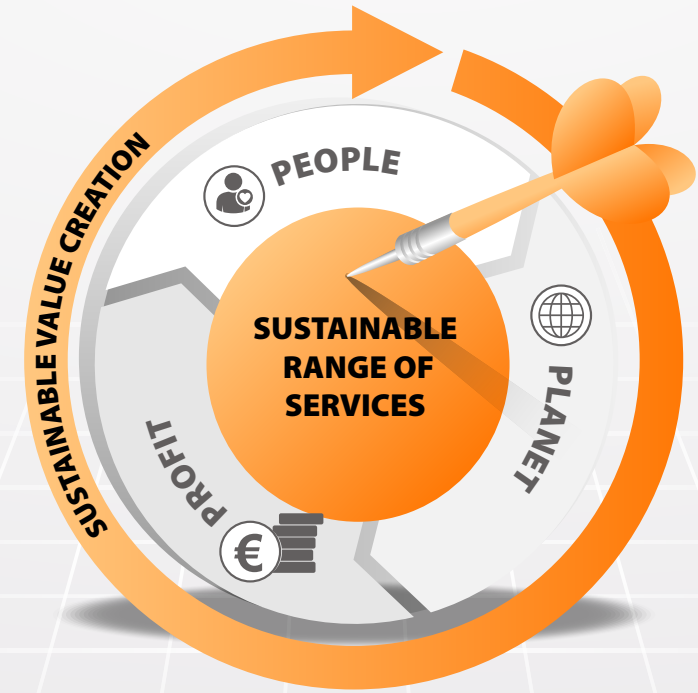 SUSTAINABLE VALUE CREATION
PEOPLE
PLANET
PROFIT
€
SUSTAINABLE
RANGE OF
SERVICES